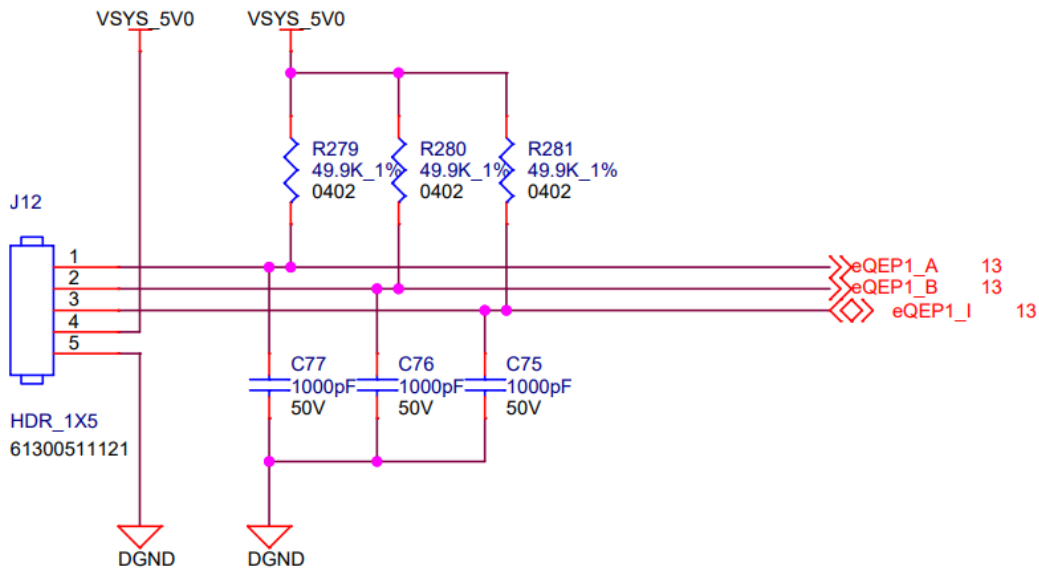 VSYS_5V0
VSYS_5V0
R279
49.9K_1%
0402
R280
49.9K_1%
0402
R281
49.9K_1%
0402
J12
1
2
3
4
5
eQEP1_A 13
eQEP1_B 13
eQEP1_I 13
C77
1000pF
50V
C76
1000pF
50V
C75
1000pF
50V
HDR_1X5
61300511121
DGND
DGND